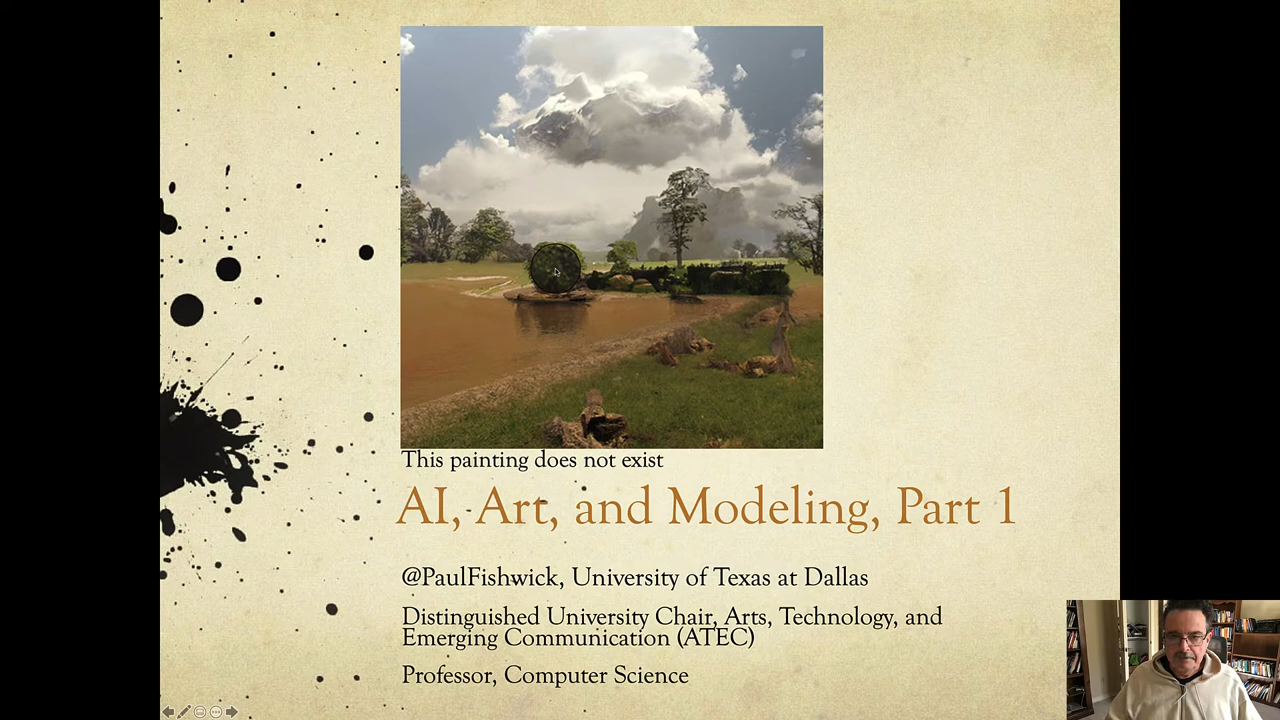 This painting does not exist
AI, Art, and Modeling, Part 1
@PaulFishwick, University of Texas at Dallas
Distinguished University Chair, Arts, Technology, and
Emerging Communication (ATEC)
Professor, Computer Science